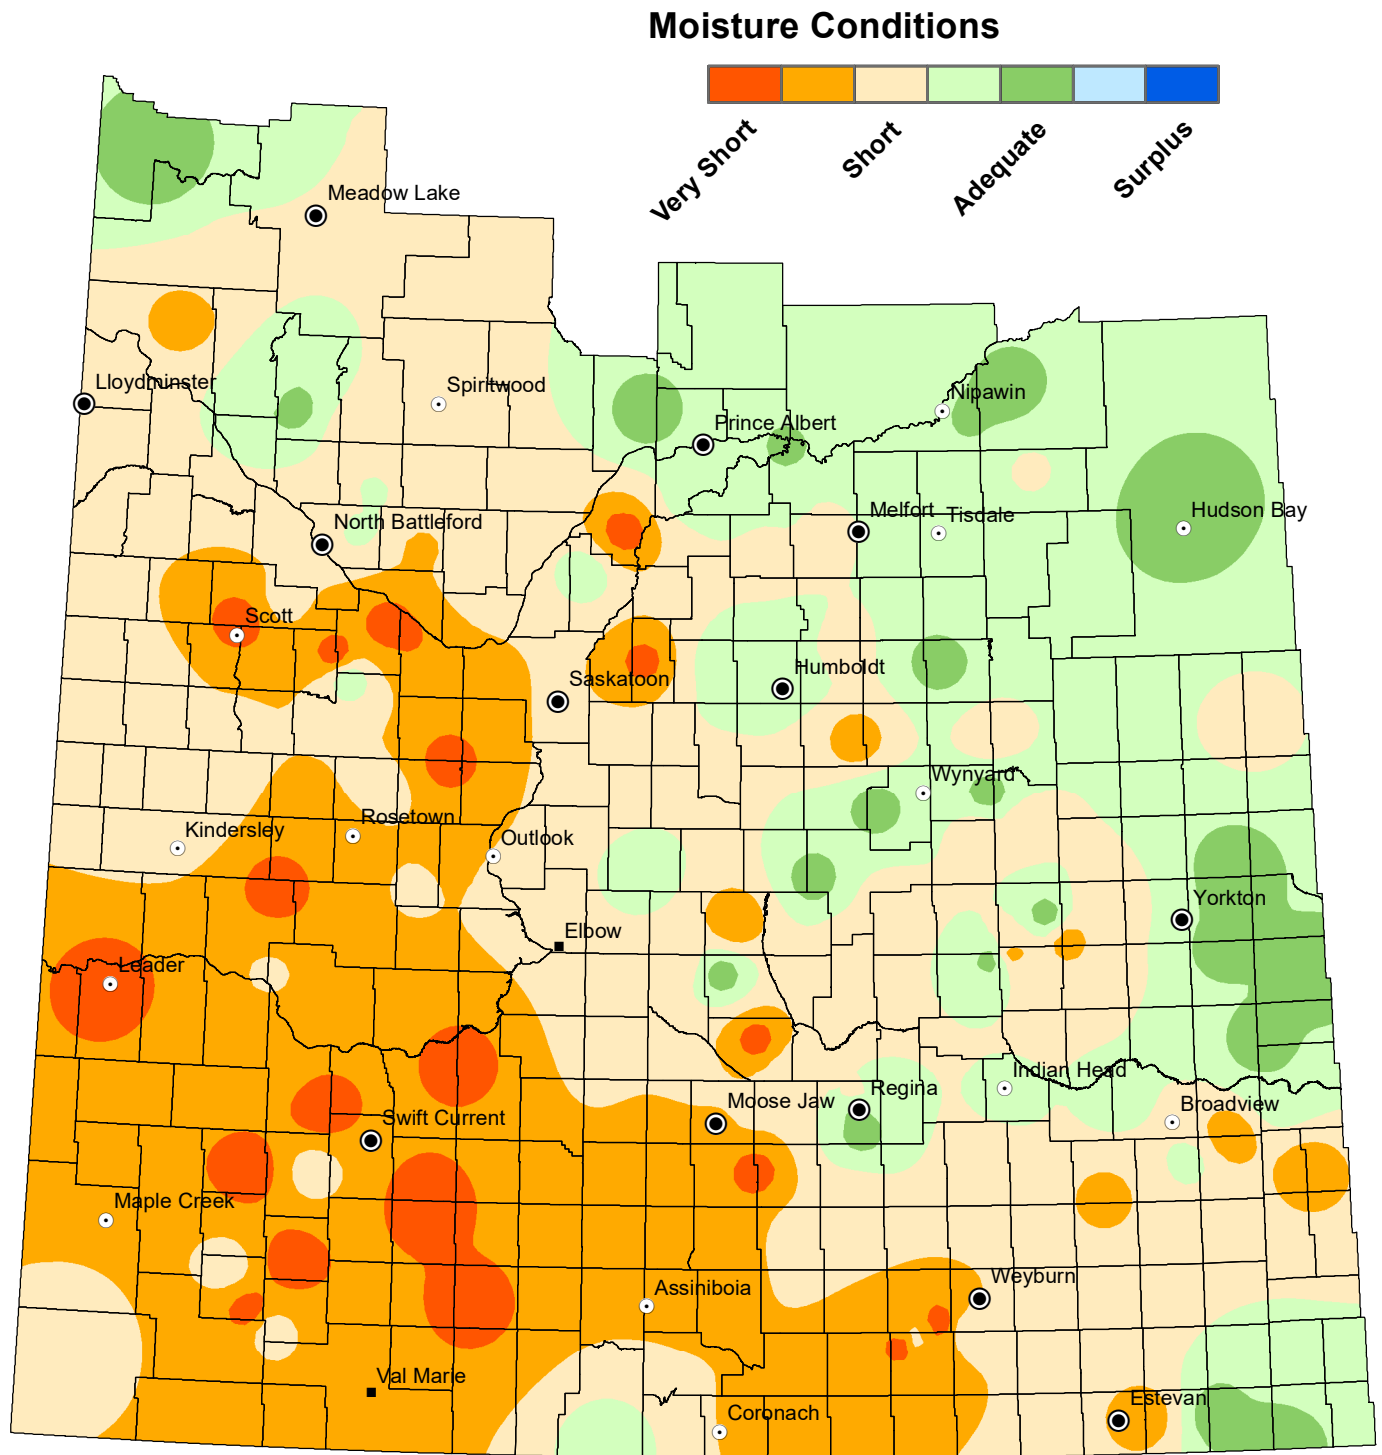 Moisture Conditions
Very Short
Short
Adequate
Surplus
Meadow Lake
Lloydminster
Spiritwood
Nipawin
Prince Albert
Hudson Bay
Melfort
Tisdale
North Battleford
Scott
Humboldt
Saskatoon
Wynyard
Rosetown
Kindersley
Outlook
Yorkton
Elbow
Leader
Indian Head
Regina
Moose Jaw
Broadview
Swift Current
Maple Creek
Weyburn
Assiniboia
Val Marie
Estevan
Coronach